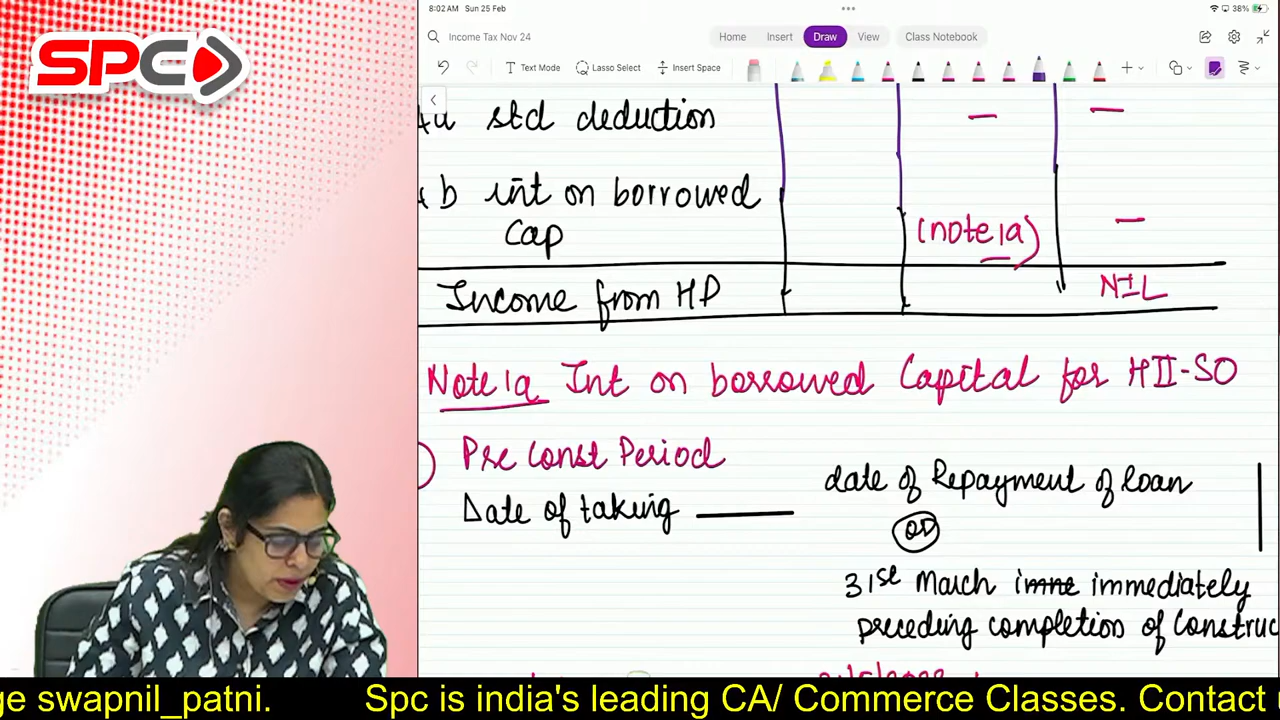 8:02 AM Sun 25 Feb
38%
SPC
Income Tax Nov 24
Home Insert Draw View Class Notebook
Text Mode Lasso Select Insert Space
std deduction — —
b int on borrowed
Cap (note 1a) —
Income from HP NIL
Note 1a Int on borrowed Capital for HII-SO
Pre Const Period
Date of taking
date of Repayment of loan
OR
31st March imme immediately
preceding completion of Construc
ge swapnil_patni. Spc is india's leading CA/ Commerce Classes. Contact